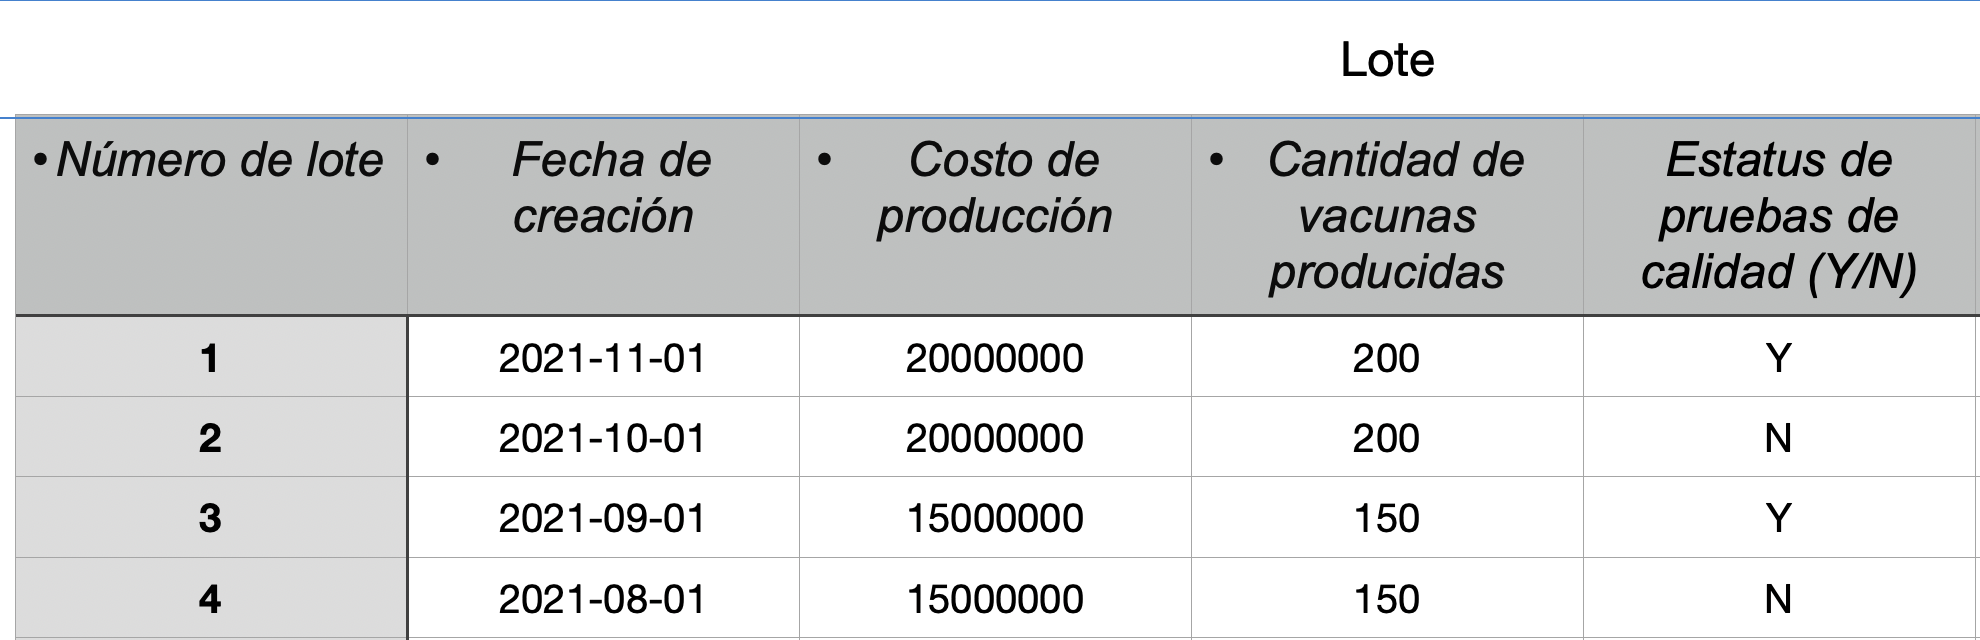 Lote
• Número de lote • Fecha de • Costo de • Cantidad de Estatus de
creación producción vacunas pruebas de
producidas calidad (Y/N)
1 2021-11-01 20000000 200 Y
2 2021-10-01 20000000 200 N
3 2021-09-01 15000000 150 Y
4 2021-08-01 15000000 150 N